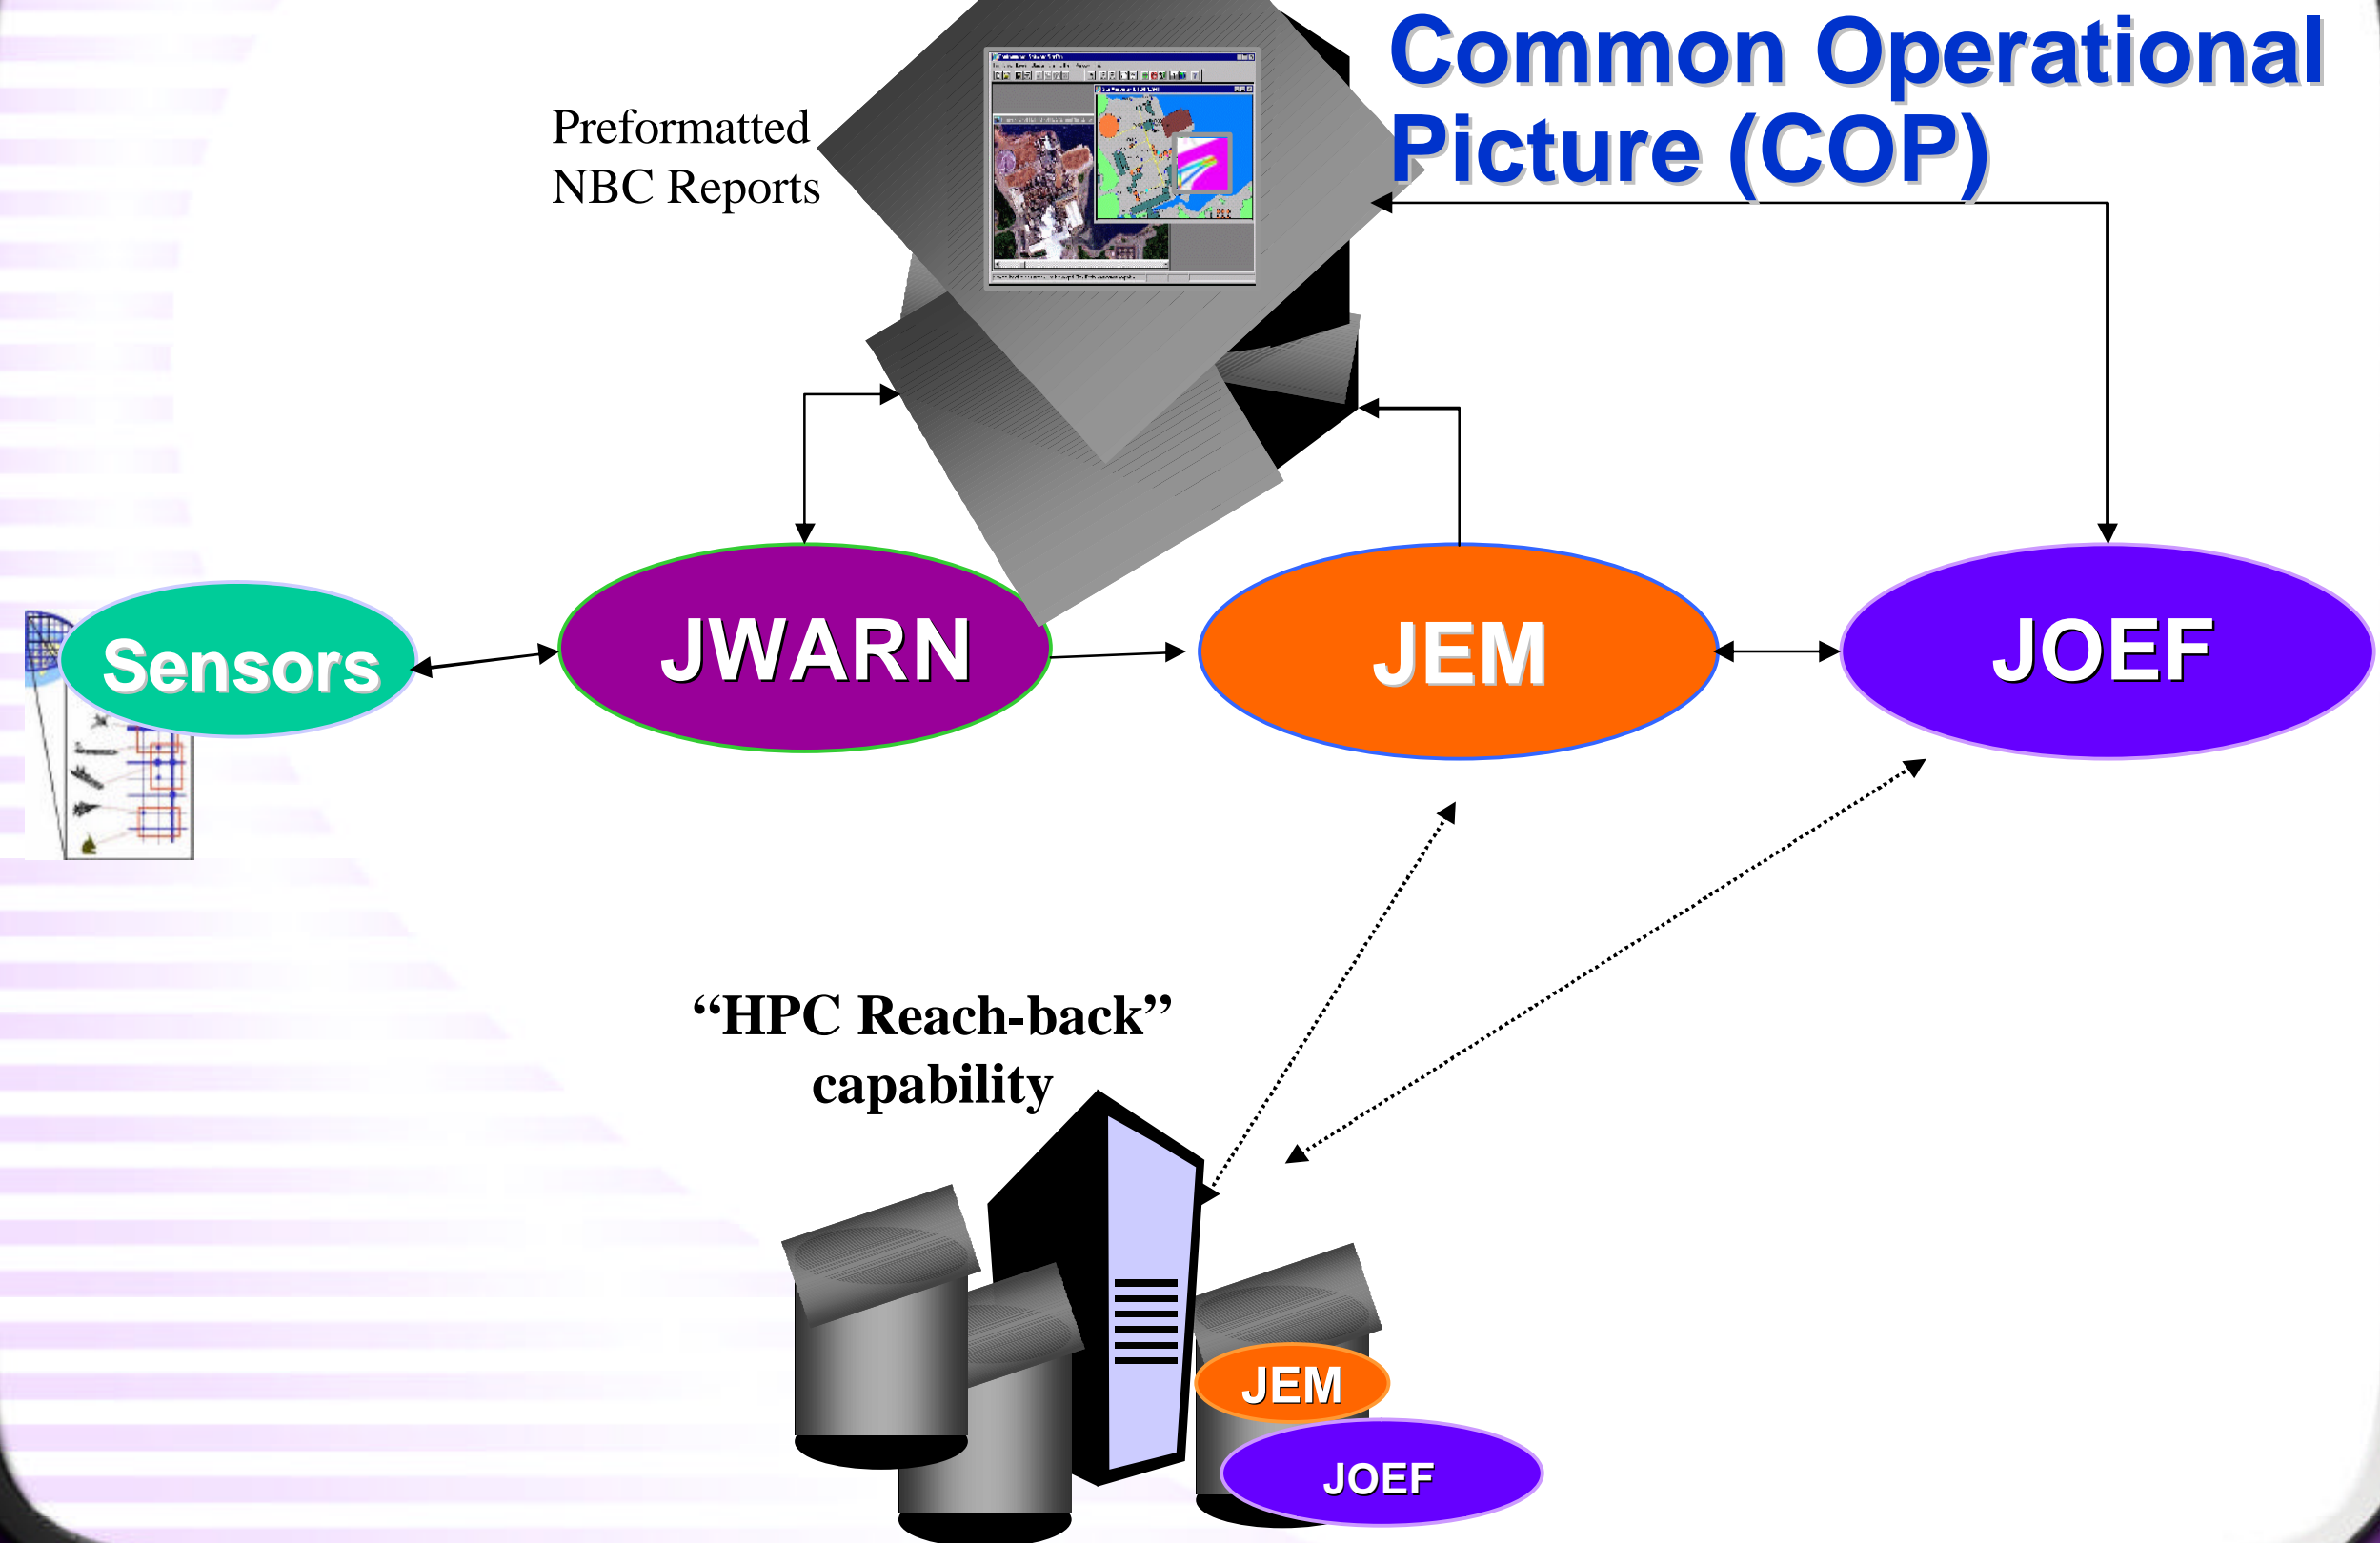 Common Operational
Picture (COP)
Preformatted
NBC Reports
Sensors
JWARN
JEM
JOEF
“HPC Reach-back”
capability
JEM
JOEF